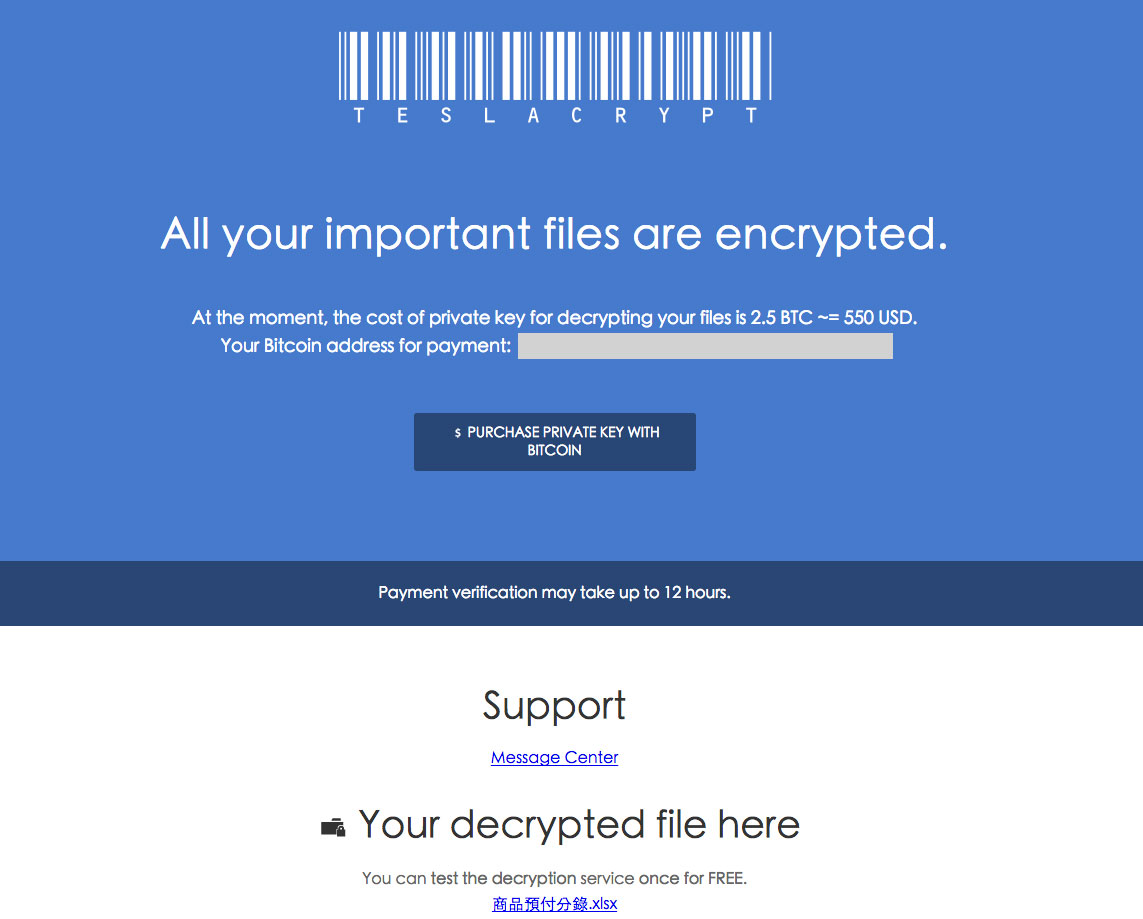 TESLACRYPT
All your important files are encrypted.
At the moment, the cost of private key for decrypting your files is 2.5 BTC ~= 550 USD.
Your Bitcoin address for payment:
$ PURCHASE PRIVATE KEY WITH
BITCOIN
Payment verification may take up to 12 hours.
Support
Message Center
Your decrypted file here
You can test the decryption service once for FREE.
商品預付分錄.xlsx